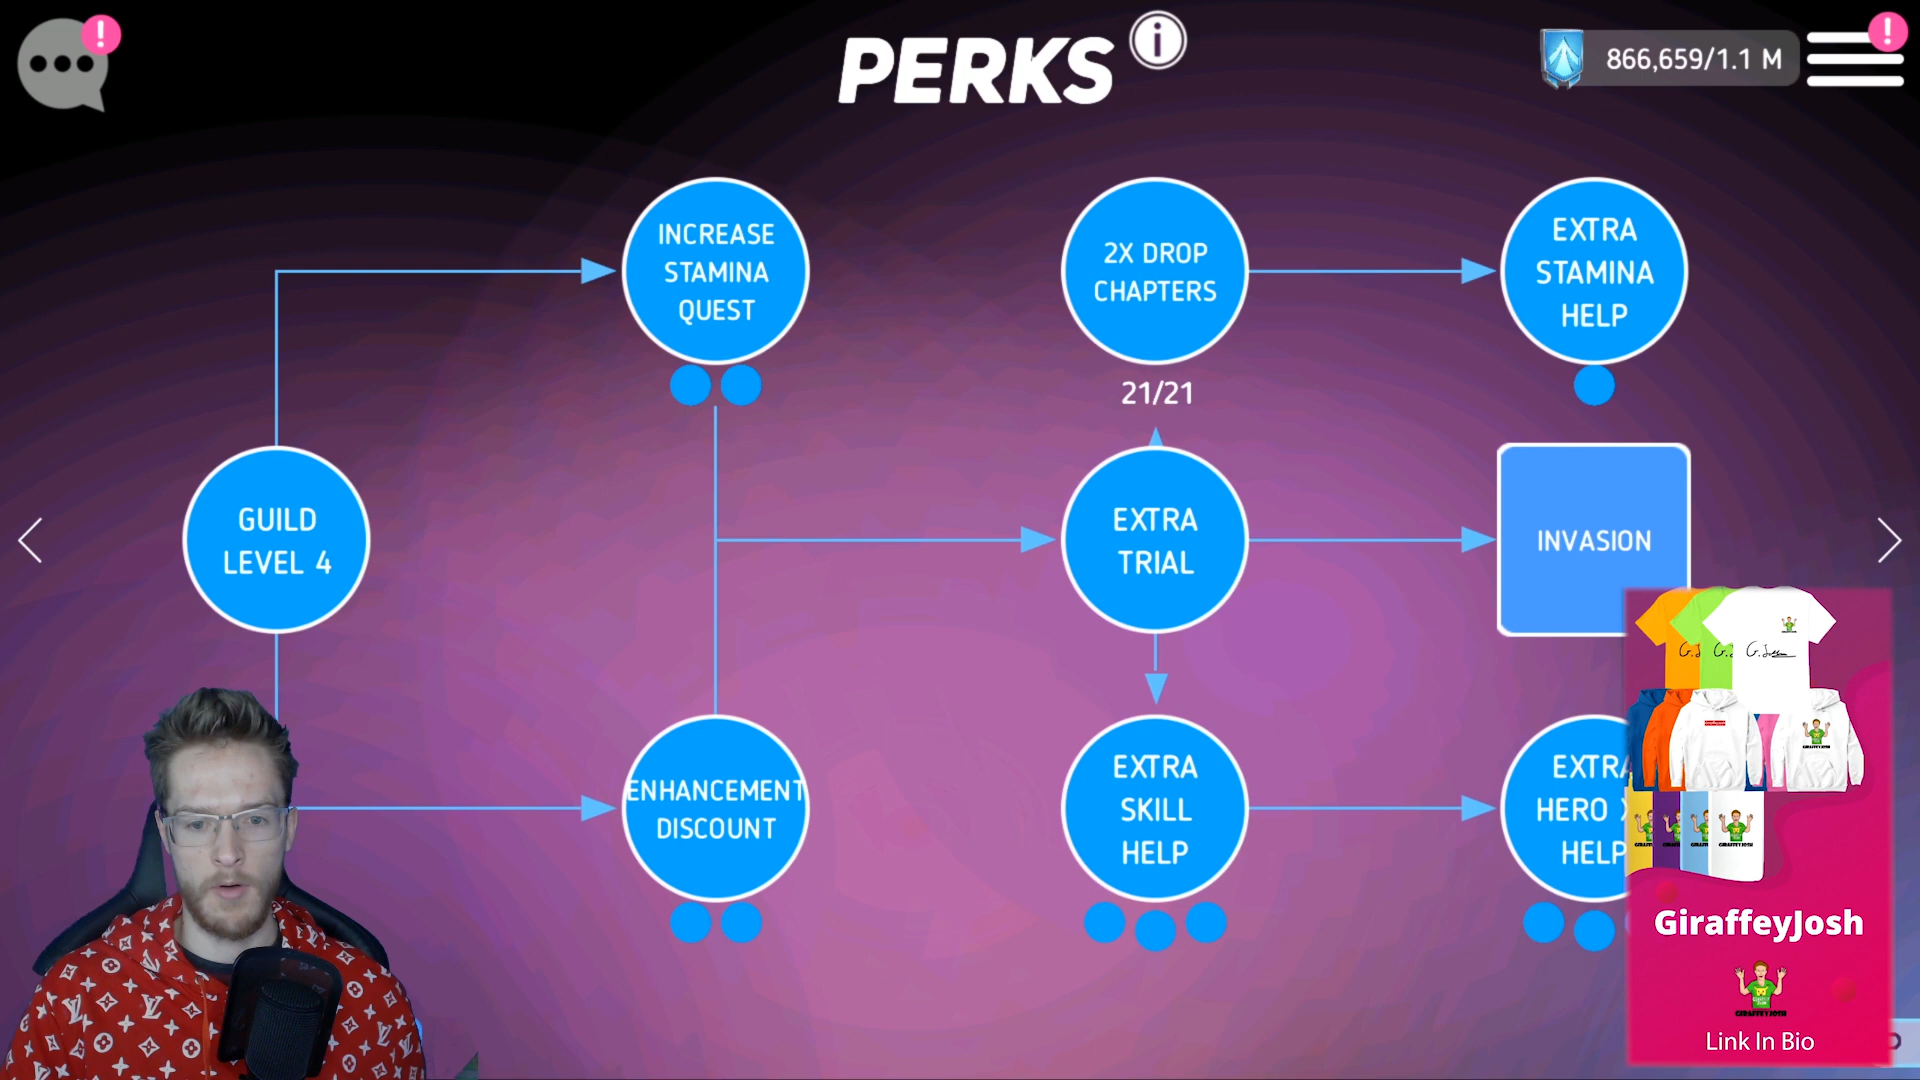 PERKS
i
866,659/1.1 M
!
!
INCREASE
STAMINA
QUEST
2X DROP
CHAPTERS
21/21
EXTRA
STAMINA
HELP
GUILD
LEVEL 4
EXTRA
TRIAL
INVASION
ENHANCEMENT
DISCOUNT
EXTRA
SKILL
HELP
EXTRA
HERO
HELP
GiraffeyJosh
GIRAFFEYJOSH
Link In Bio